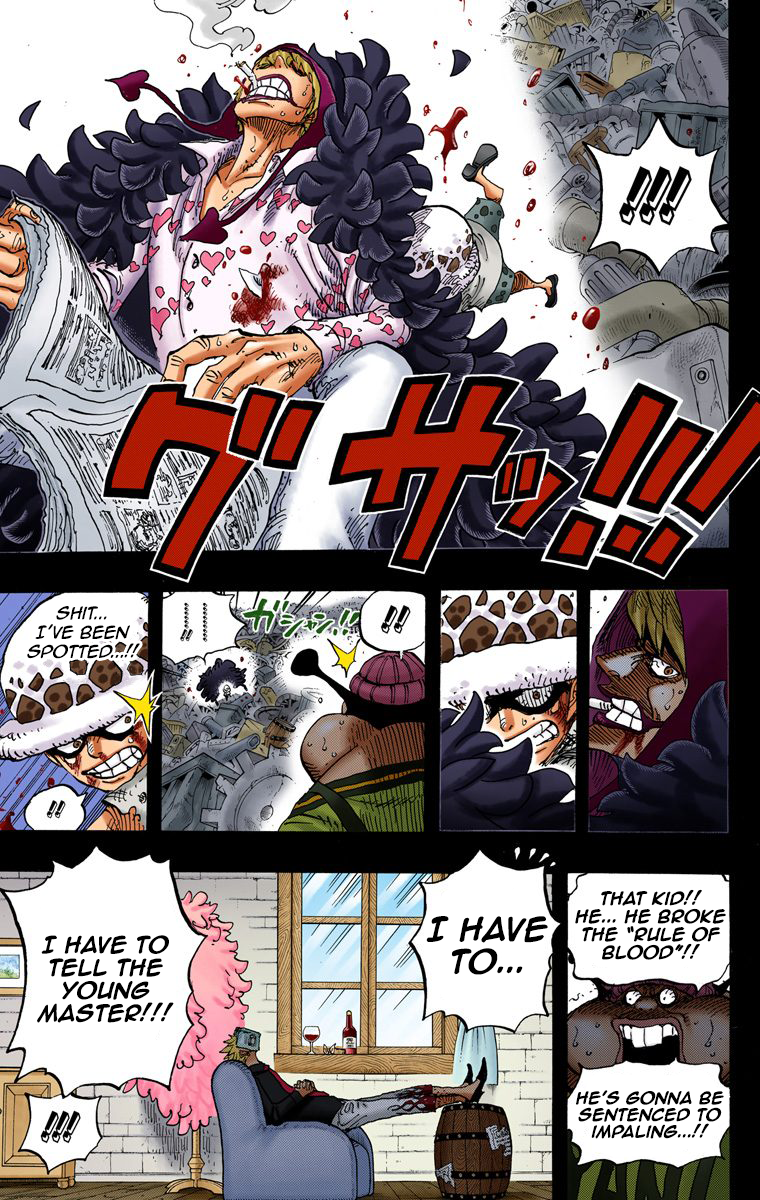 !!!
グサッ!!!
!!
SHIT...
I'VE BEEN
SPOTTED...!!
!!
ガシャン!!
!!
THAT KID!!
HE... HE BROKE
THE "RULE OF
BLOOD"!!
HE'S GONNA BE
SENTENCED TO
IMPALING...!!
I HAVE
TO...
I HAVE TO
TELL THE
YOUNG
MASTER!!!
!!!